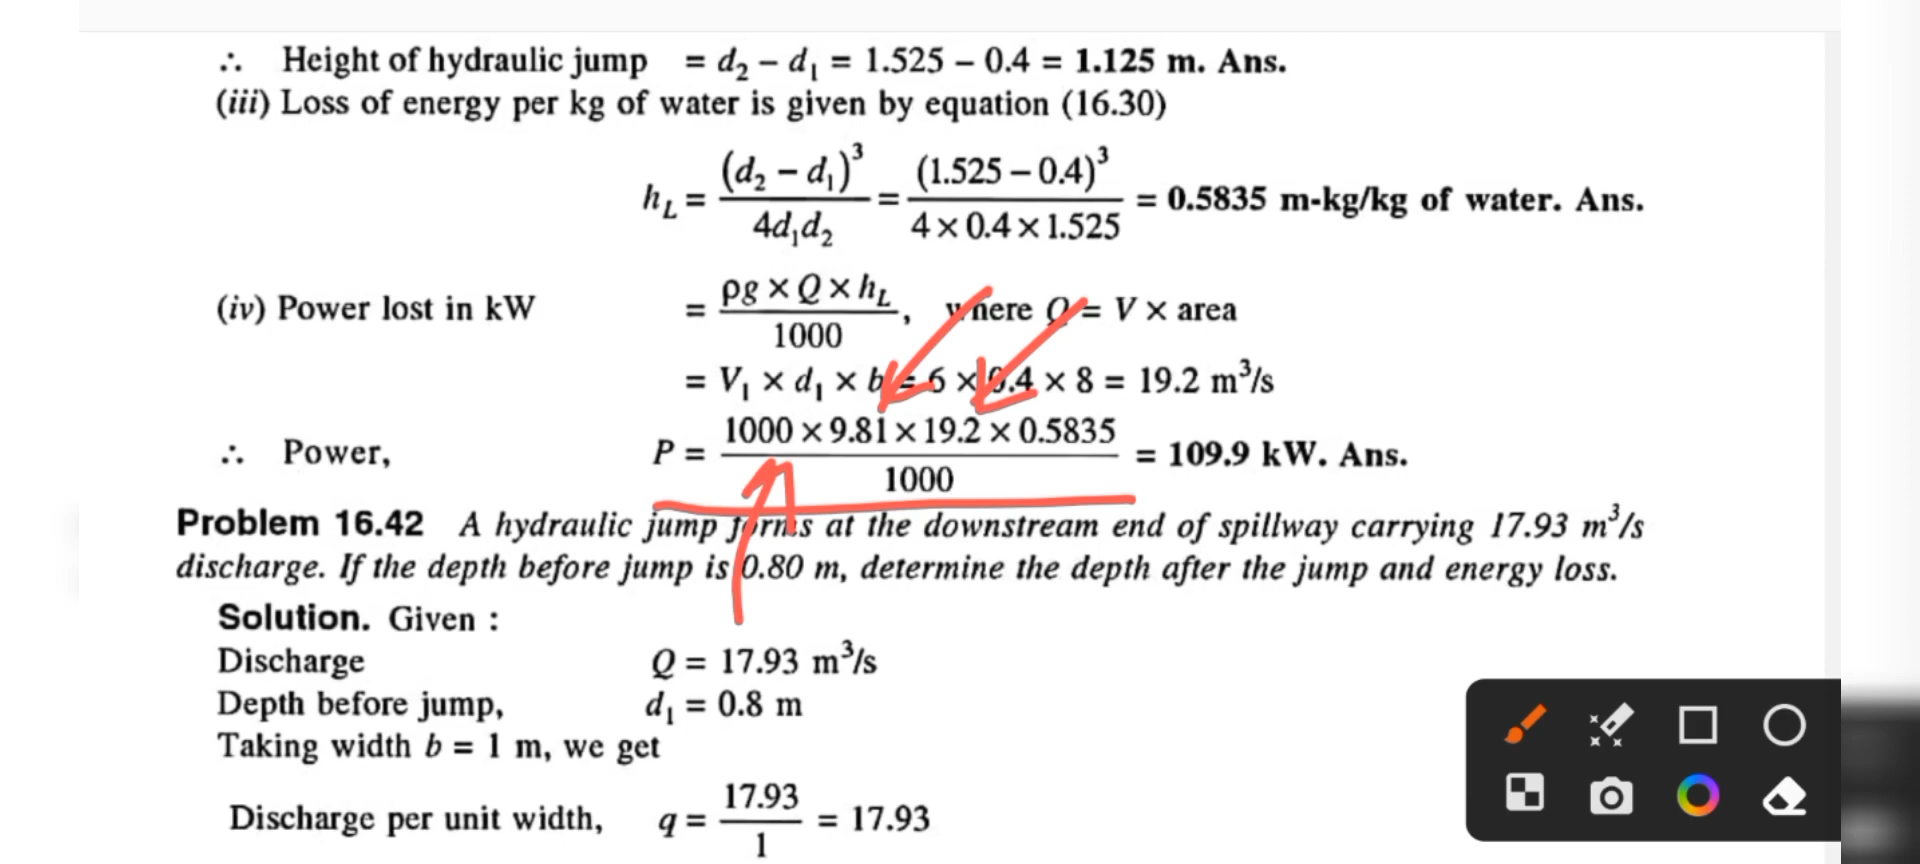 ∴ Height of hydraulic jump = d₂ – d₁ = 1.525 – 0.4 = 1.125 m. Ans.
(iii) Loss of energy per kg of water is given by equation (16.30)
h_L = (d₂ – d₁)³ / 4d₁d₂ = (1.525 – 0.4)³ / 4 × 0.4 × 1.525 = 0.5835 m-kg/kg of water. Ans.
(iv) Power lost in kW = ρg × Q × h_L / 1000, where Q = V × area
= V₁ × d₁ × b = 6 × 0.4 × 8 = 19.2 m³/s
∴ Power, P = 1000 × 9.81 × 19.2 × 0.5835 / 1000 = 109.9 kW. Ans.
Problem 16.42 A hydraulic jump forms at the downstream end of spillway carrying 17.93 m³/s
discharge. If the depth before jump is 0.80 m, determine the depth after the jump and energy loss.
Solution. Given :
Discharge Q = 17.93 m³/s
Depth before jump, d₁ = 0.8 m
Taking width b = 1 m, we get
Discharge per unit width, q = 17.93 / 1 = 17.93